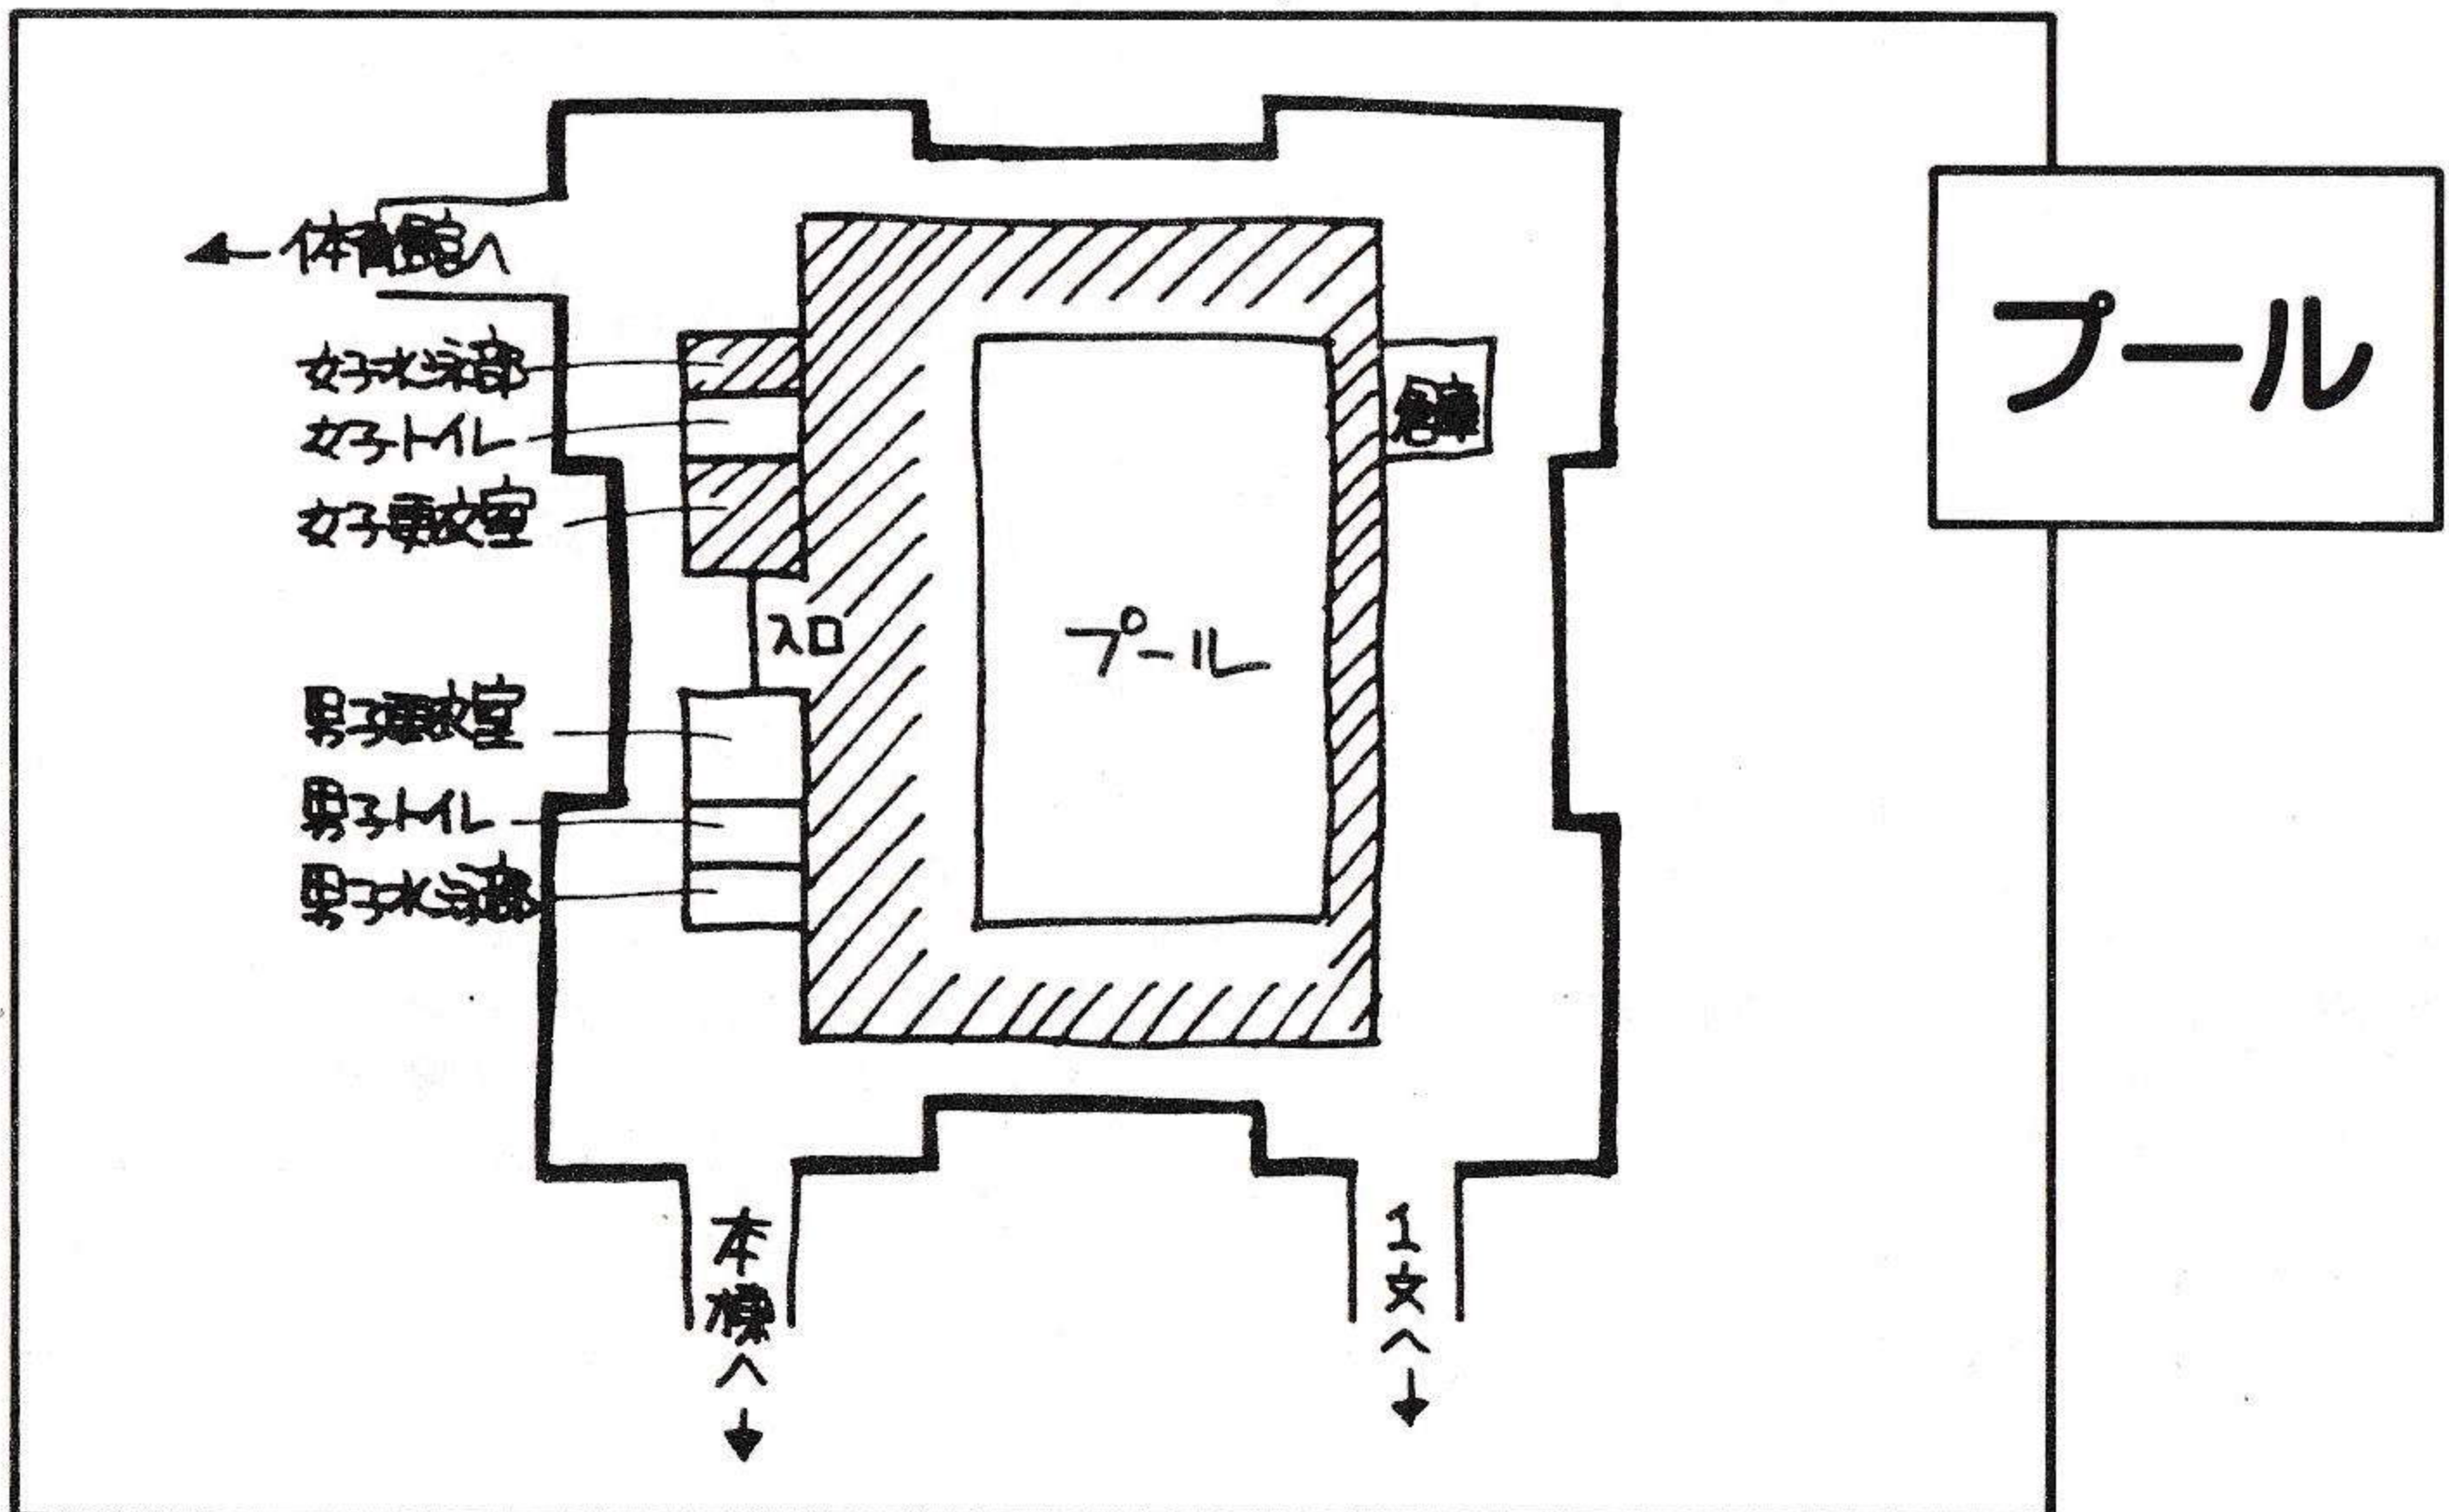 プール
体育館へ
女子水泳部
女子トイレ
女子更衣室
倉庫
入口
プール
男子更衣室
男子トイレ
男子水泳部
本棟へ
1文へ